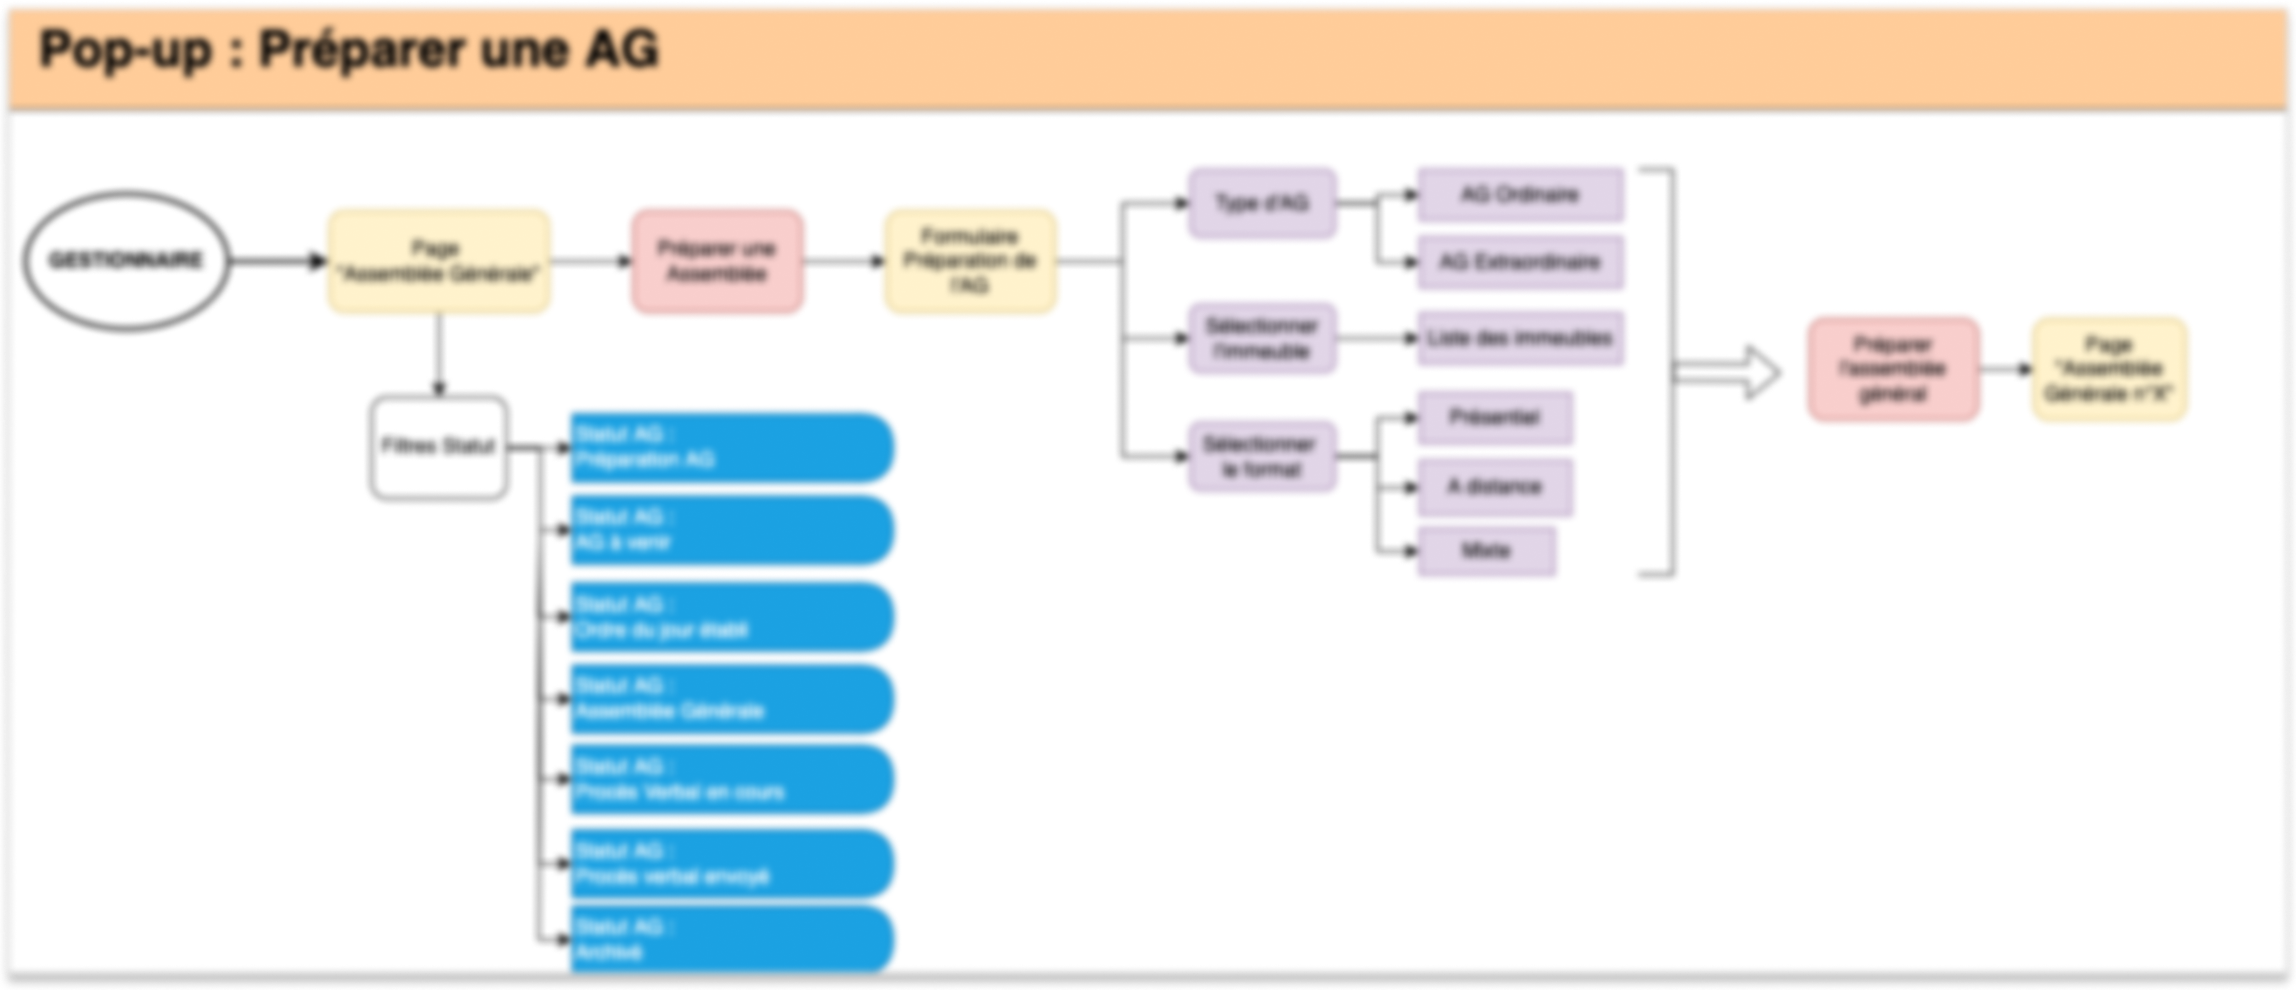 Pop-up : Préparer une AG
GESTIONNAIRE
Page
"Assemblée Générale"
Préparer une
Assemblée
Formulaire
Préparation de
l'AG
Type d'AG
AG Ordinaire
AG Extraordinaire
Sélectionner
l'immeuble
Liste des immeubles
Sélectionner
le format
Présentiel
A distance
Mixte
Préparer
l'assemblée
général
Page
"Assemblée
Générale n°X"
Filtres Statut
Statut AG :
Préparation AG
Statut AG :
AG à venir
Statut AG :
Ordre du jour établi
Statut AG :
Assemblée Générale
Statut AG :
Procès Verbal en cours
Statut AG :
Procès verbal envoyé
Statut AG :
Archivé